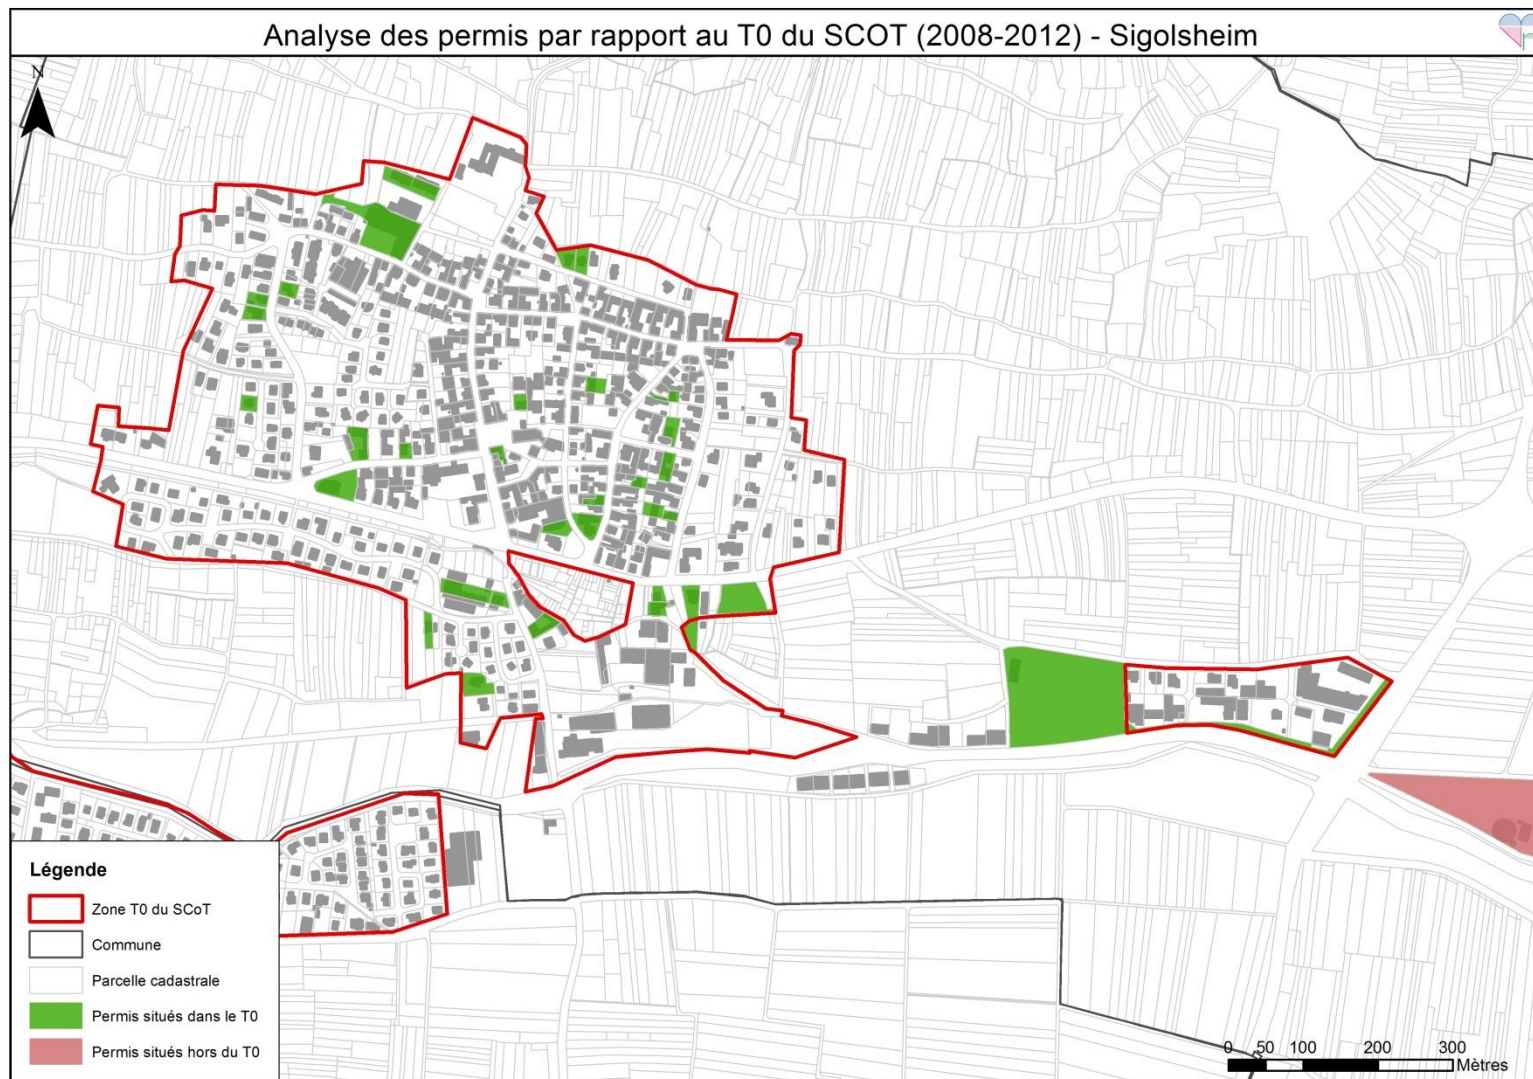 Analyse des permis par rapport au T0 du SCOT (2008-2012) - Sigolsheim
N
Légende
Zone T0 du SCoT
Commune
Parcelle cadastrale
Permis situés dans le T0
Permis situés hors du T0
0 50 100 200 300
Mètres